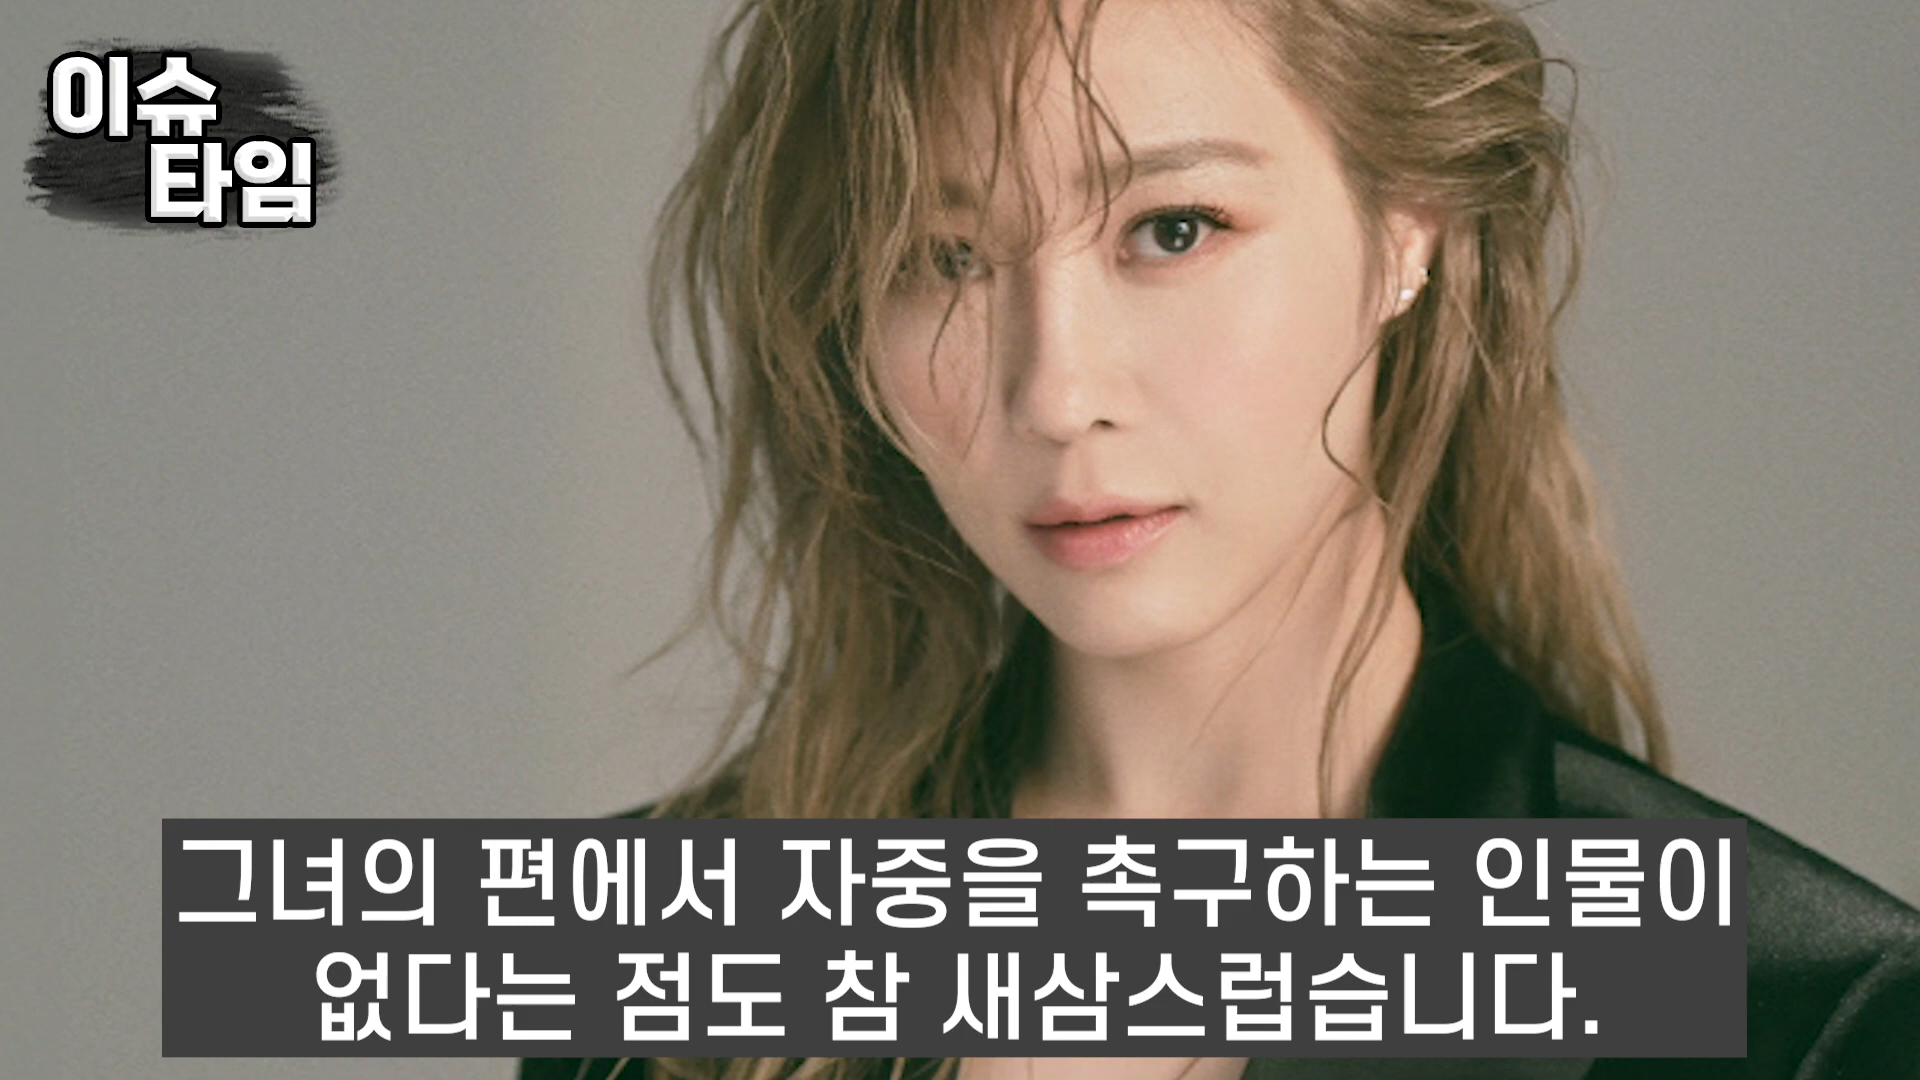 이슈
타임
그녀의 편에서 자중을 촉구하는 인물이
없다는 점도 참 새삼스럽습니다.